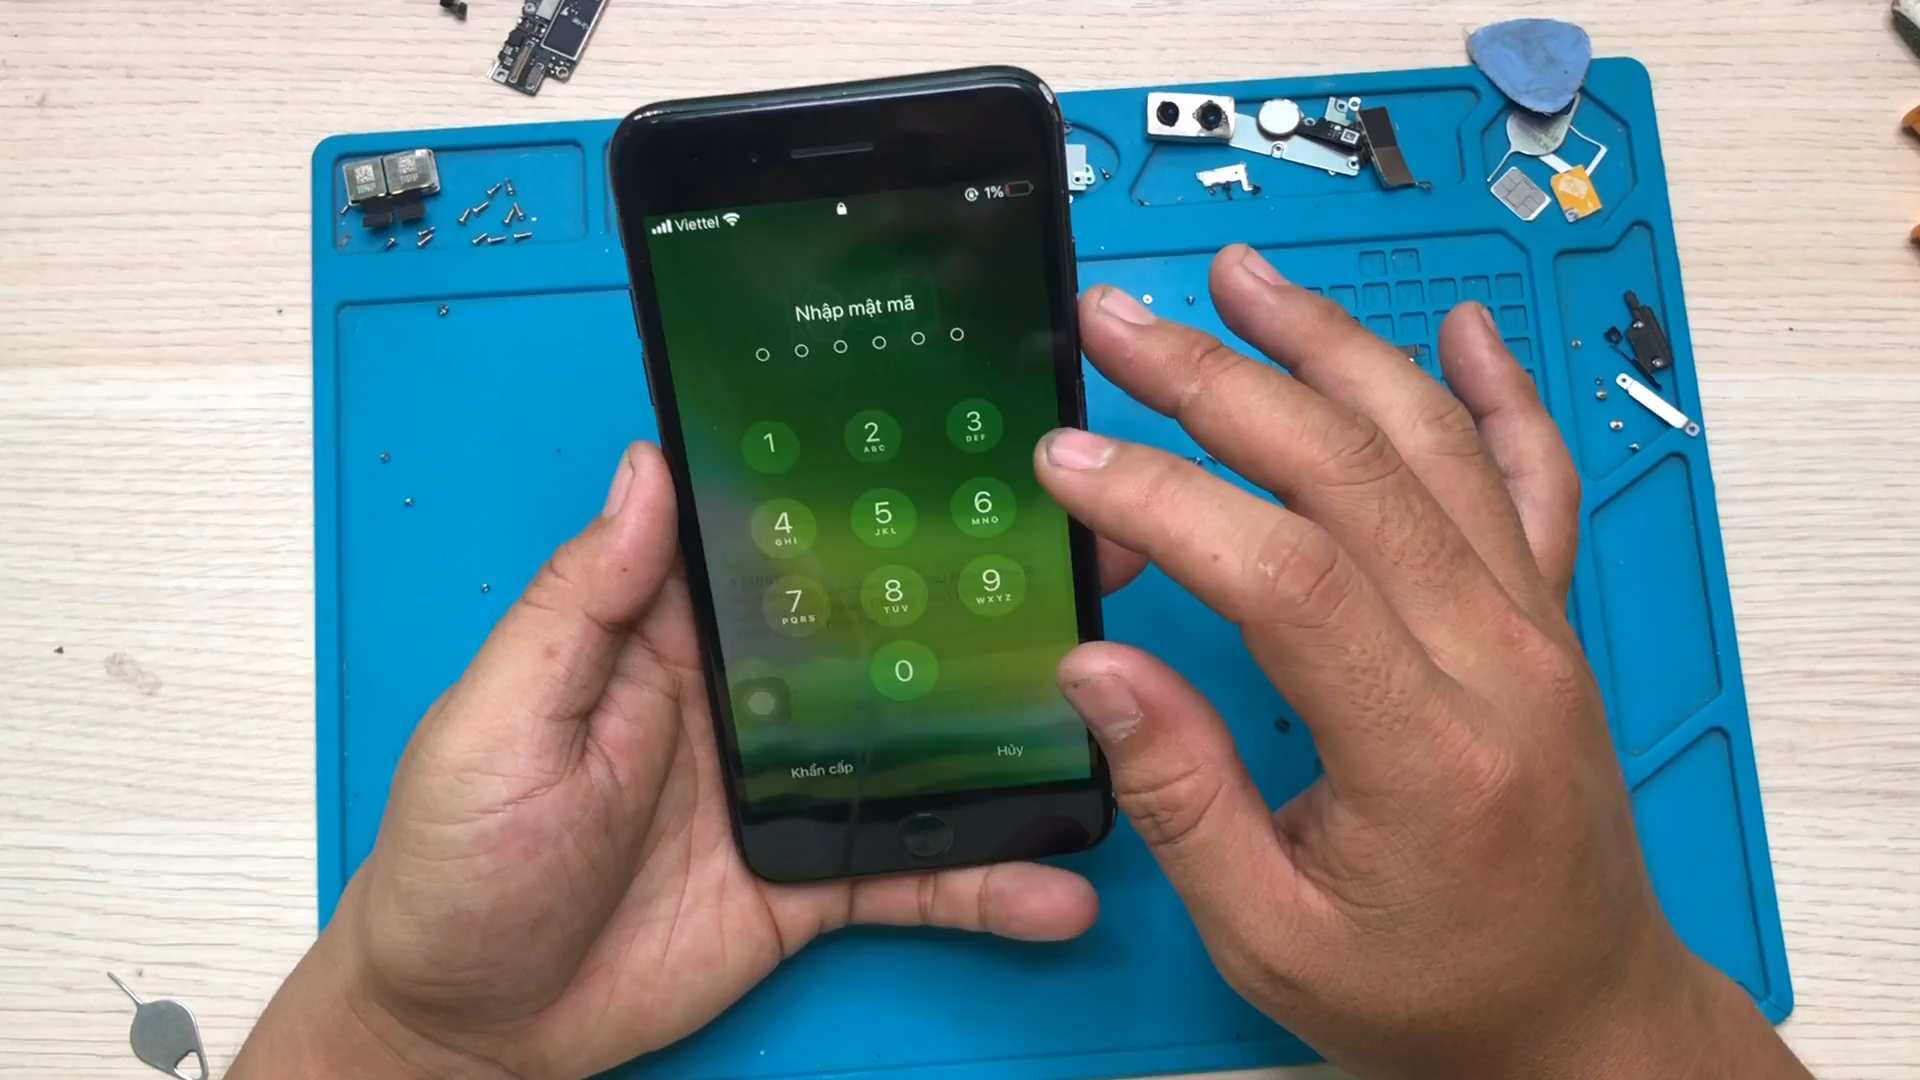 Viettel 1%
Nhập mật mã
1 2 3
ABC DEF
4 5 6
GHI JKL MNO
7 8 9
PQRS TUV WXYZ
0
Khẩn cấp Hủy